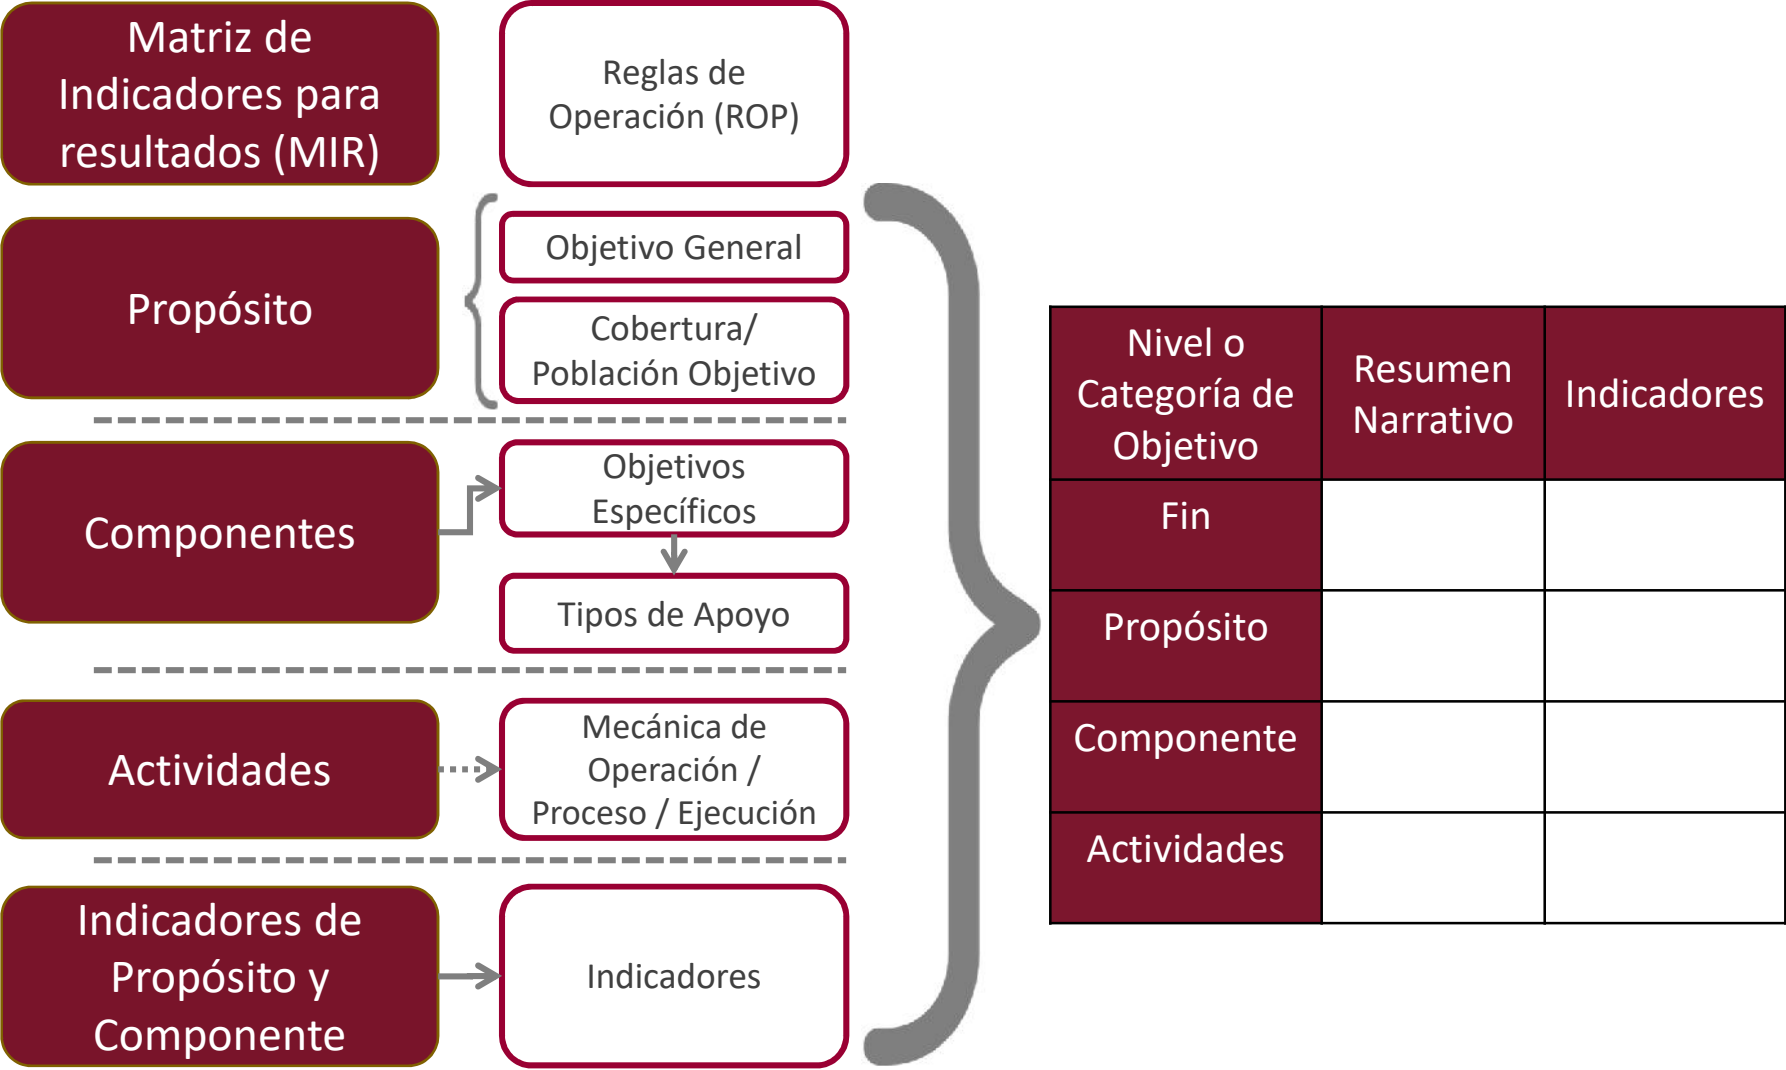 Matriz de
Indicadores para
resultados (MIR)
Reglas de
Operación (ROP)
Propósito
Objetivo General
Cobertura/
Población Objetivo
Componentes
Objetivos
Específicos
Tipos de Apoyo
Actividades
Mecánica de
Operación /
Proceso / Ejecución
Indicadores de
Propósito y
Componente
Indicadores
Nivel o
Categoría de
Objetivo
Resumen
Narrativo
Indicadores
Fin
Propósito
Componente
Actividades